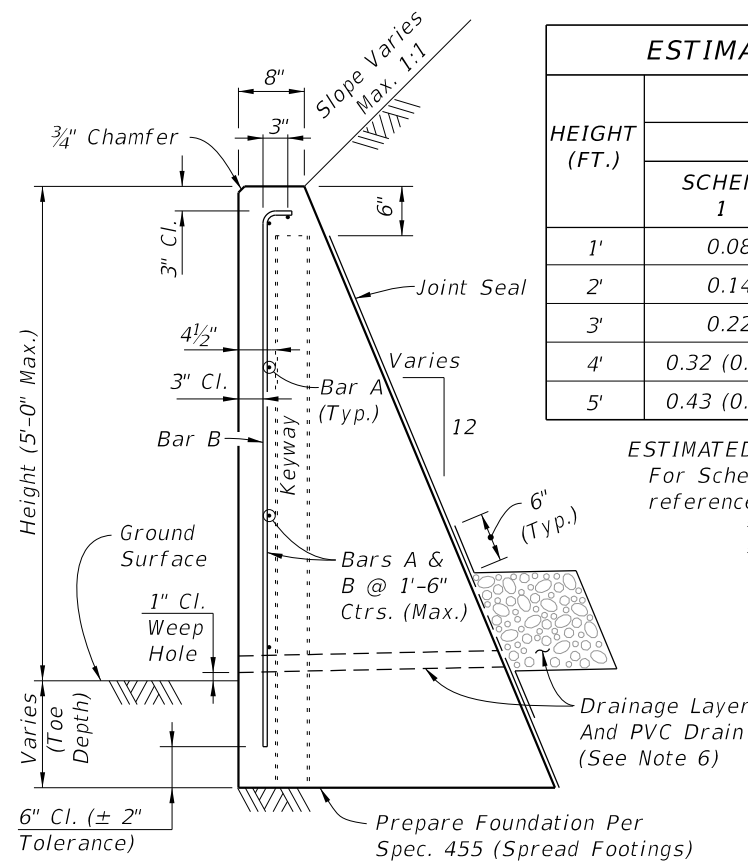 8"
Slope Varies
Max. 1:1
3"
¾" Chamfer
6"
3" Cl.
Joint Seal
4½"
Varies
12
3" Cl.
Bar A
(Typ.)
Bar B
Keyway
Height (5'-0" Max.)
6"
(Typ.)
Ground
Surface
Bars A &
B @ 1'-6"
Ctrs. (Max.)
1" Cl.
Weep
Hole
Varies
(Toe
Depth)
Drainage Layer
And PVC Drain
(See Note 6)
6" Cl. (± 2"
Tolerance)
Prepare Foundation Per
Spec. 455 (Spread Footings)
ESTIMA
HEIGHT
(FT.)
SCHE
1
1' 0.08
2' 0.14
3' 0.22
4' 0.32 (0.
5' 0.43 (0.
ESTIMATED
For Sche
reference